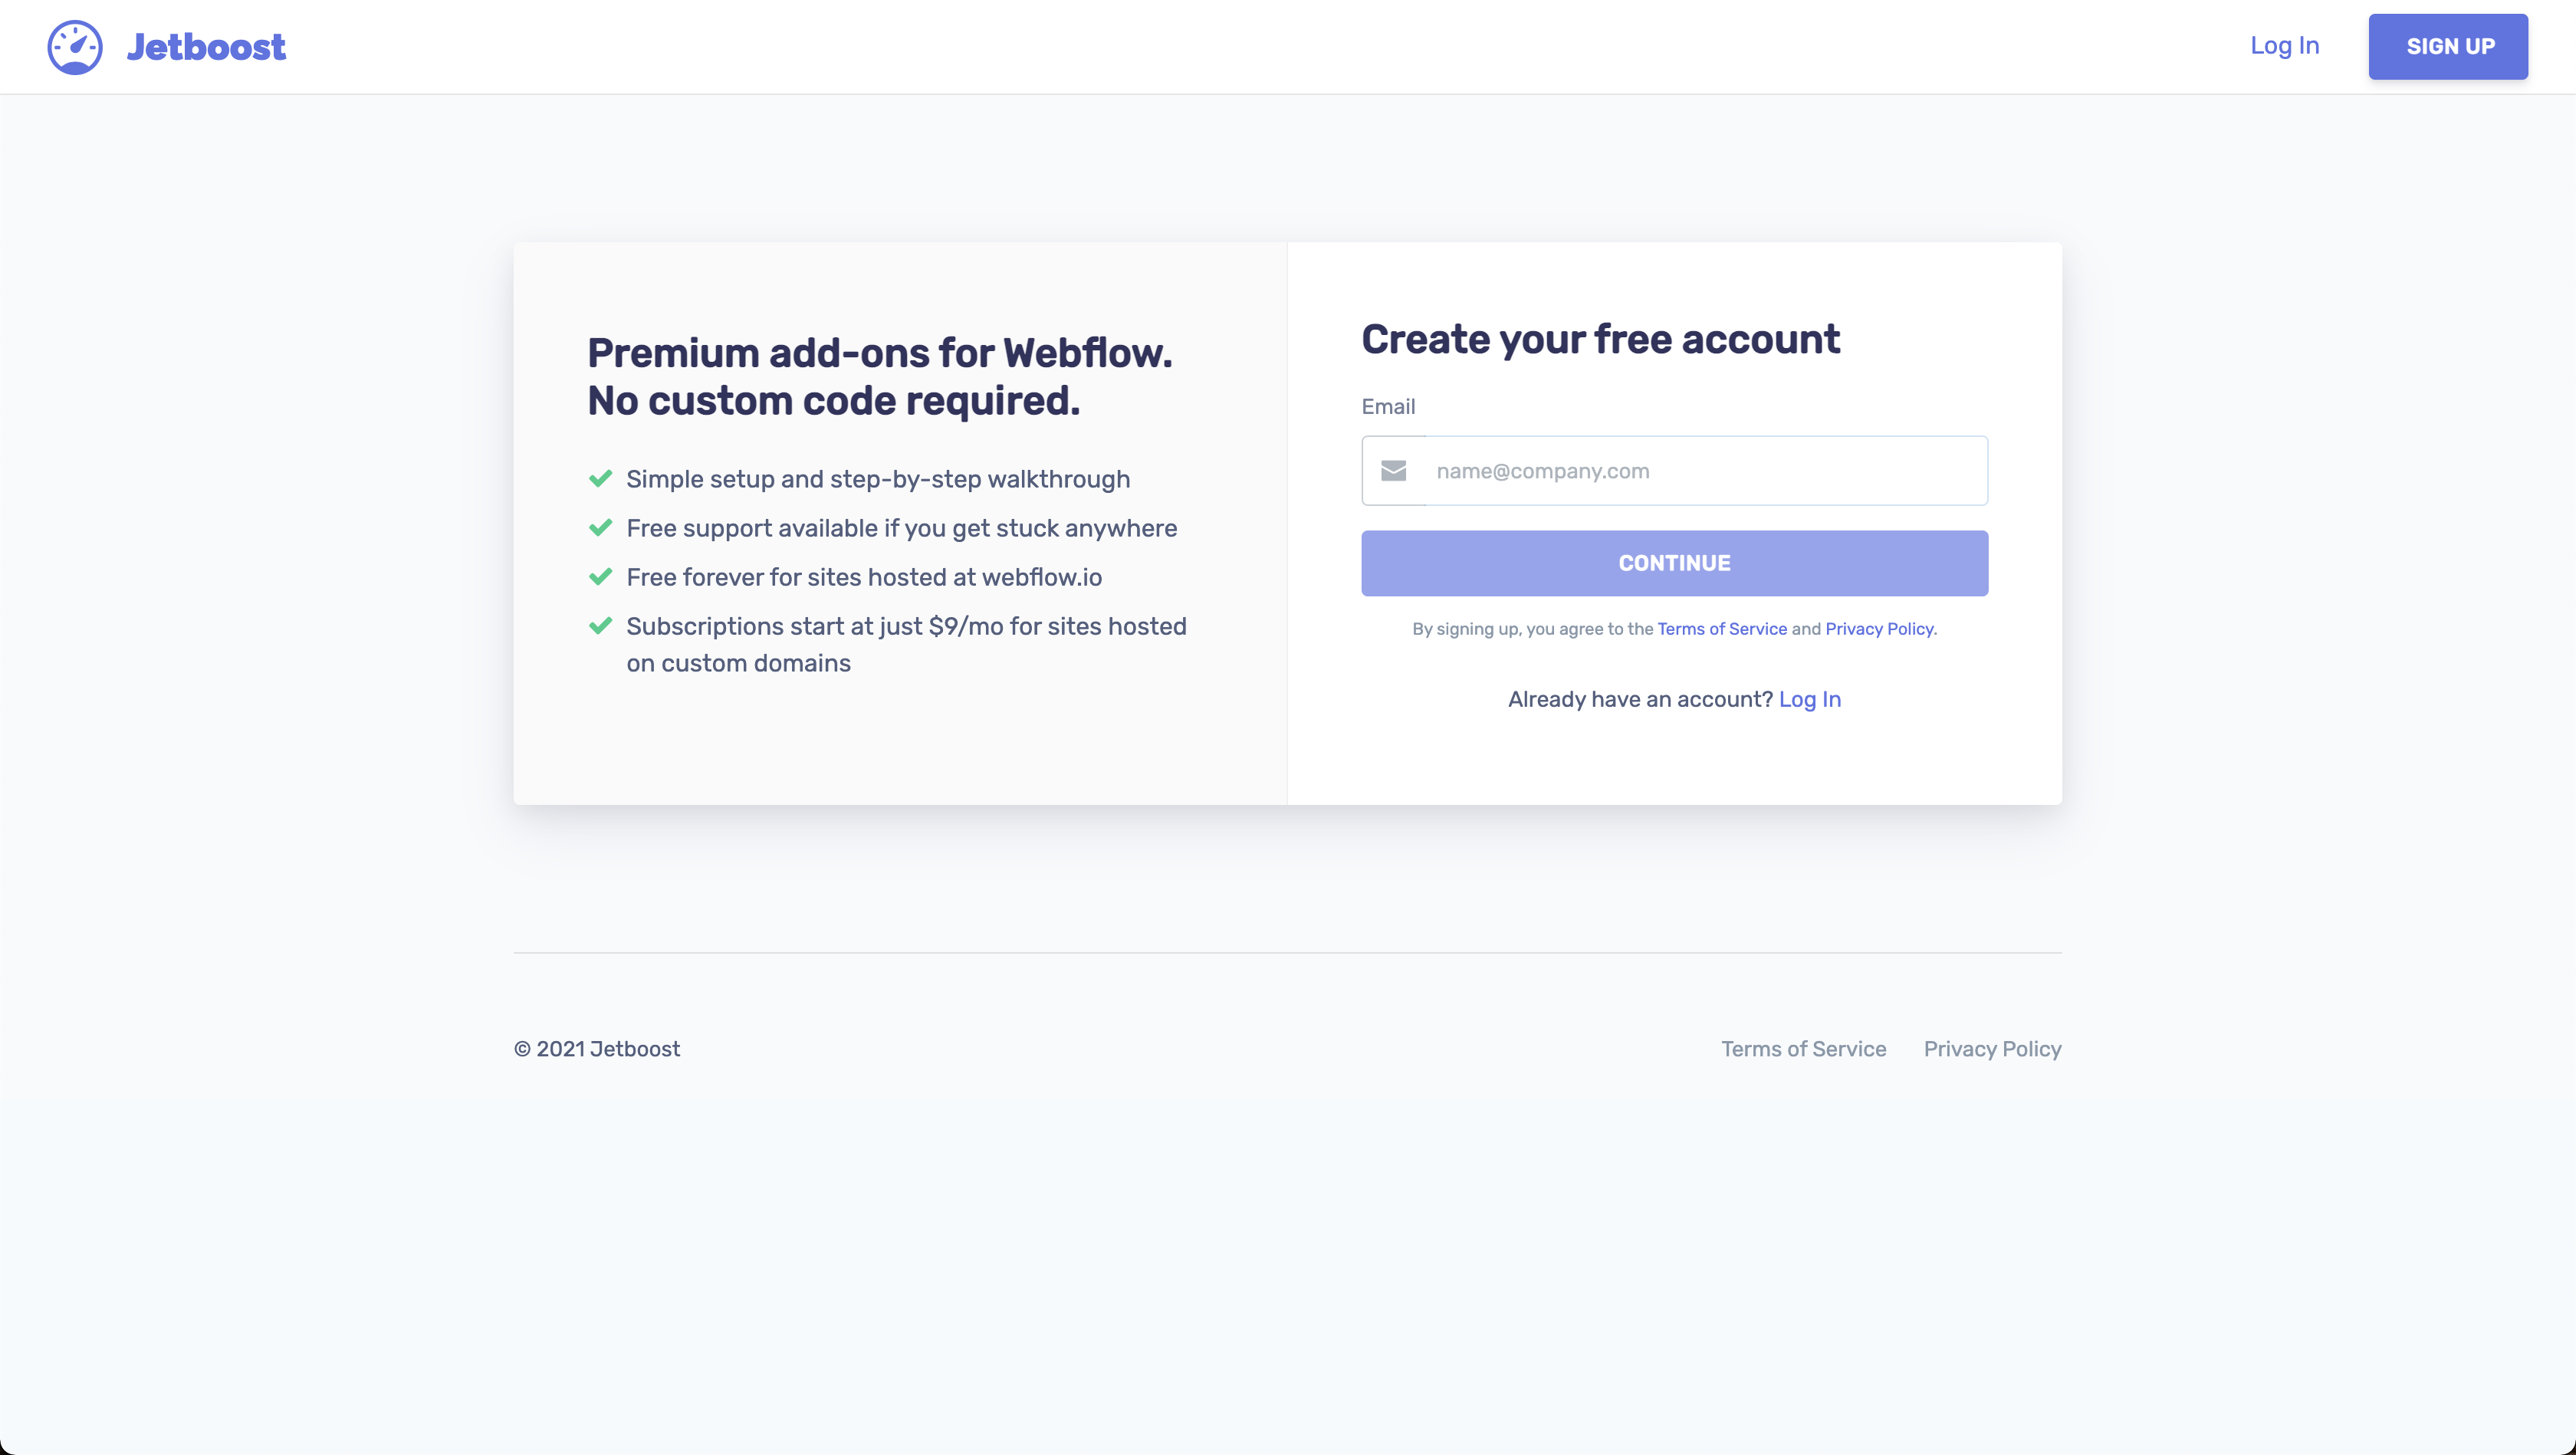 Jetboost
Log In
SIGN UP
Premium add-ons for Webflow.
No custom code required.
Simple setup and step-by-step walkthrough
Free support available if you get stuck anywhere
Free forever for sites hosted at webflow.io
Subscriptions start at just $9/mo for sites hosted
on custom domains
Create your free account
Email
name@company.com
CONTINUE
By signing up, you agree to the Terms of Service and Privacy Policy.
Already have an account? Log In
© 2021 Jetboost
Terms of Service
Privacy Policy